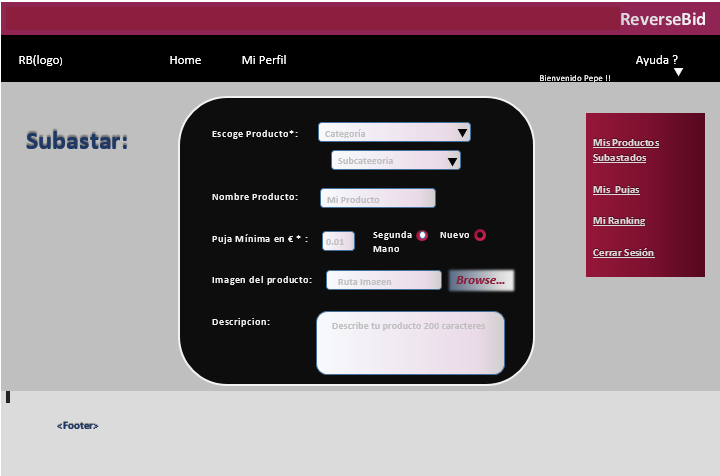 ReverseBid
RB(logo)
Home
Mi Perfil
Ayuda ?
Bienvenido Pepe !!
Subastar:
Escoge Producto*:
Categoría
Subcategoria
Nombre Producto:
Mi Producto
Puja Mínima en € * :
0.01
Segunda
Mano
Nuevo
Imagen del producto:
Ruta Imagen
Browse...
Descripcion:
Describe tu producto 200 caracteres
Mis Productos
Subastados
Mis Pujas
Mi Ranking
Cerrar Sesión
<Footer>